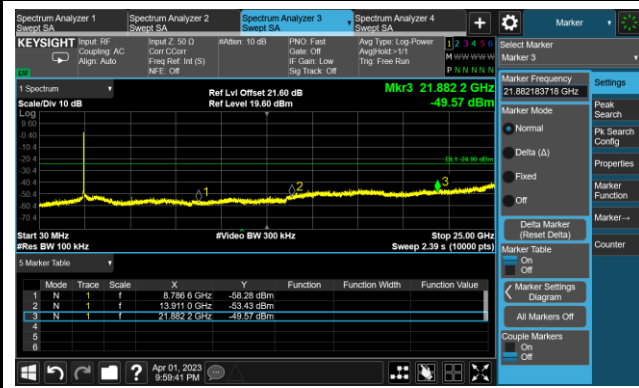 Spectrum Analyzer 1
Swept SA
Spectrum Analyzer 2
Swept SA
Spectrum Analyzer 3
Swept SA
Spectrum Analyzer 4
Swept SA
+
Marker
KEYSIGHT
Input: RF
Coupling: AC
Align: Auto
Input Z: 50 Ω
Corr CCorr
Freq Ref: Int (S)
NFE: Off
#Atten: 10 dB
PNO: Fast
Gate: Off
IF Gain: Low
Sig Track: Off
Avg Type: Log-Power
Avg|Hold:>1/1
Trig: Free Run
1 2 3 4 5 6
M W W W W W
P N N N N N
Select Marker
Marker 3
1 Spectrum
Scale/Div 10 dB
Ref Lvl Offset 21.60 dB
Ref Level 19.60 dBm
Mkr3 21.882 2 GHz
-49.57 dBm
Log
9.60
-0.40
-10.4
-20.4
-30.4
-40.4
-50.4
-60.4
-70.4
DL1 -24.90 dBm
1
2
3
Start 30 MHz
#Res BW 100 kHz
#Video BW 300 kHz
Stop 25.00 GHz
Sweep 2.39 s (10000 pts)
5 Marker Table
Mode Trace Scale X Y Function Function Width Function Value
1 N 1 f 8.786 6 GHz -58.28 dBm
2 N 1 f 13.911 0 GHz -53.43 dBm
3 N 1 f 21.882 2 GHz -49.57 dBm
4
5
6
Marker Frequency
21.882183718 GHz
Marker Mode
Normal
Delta (Δ)
Fixed
Off
Delta Marker
(Reset Delta)
Marker Table
On
Off
Marker Settings
Diagram
All Markers Off
Couple Markers
On
Off
Settings
Peak
Search
Pk Search
Config
Properties
Marker
Function
Marker→
Counter
?
Apr 01, 2023
9:59:41 PM